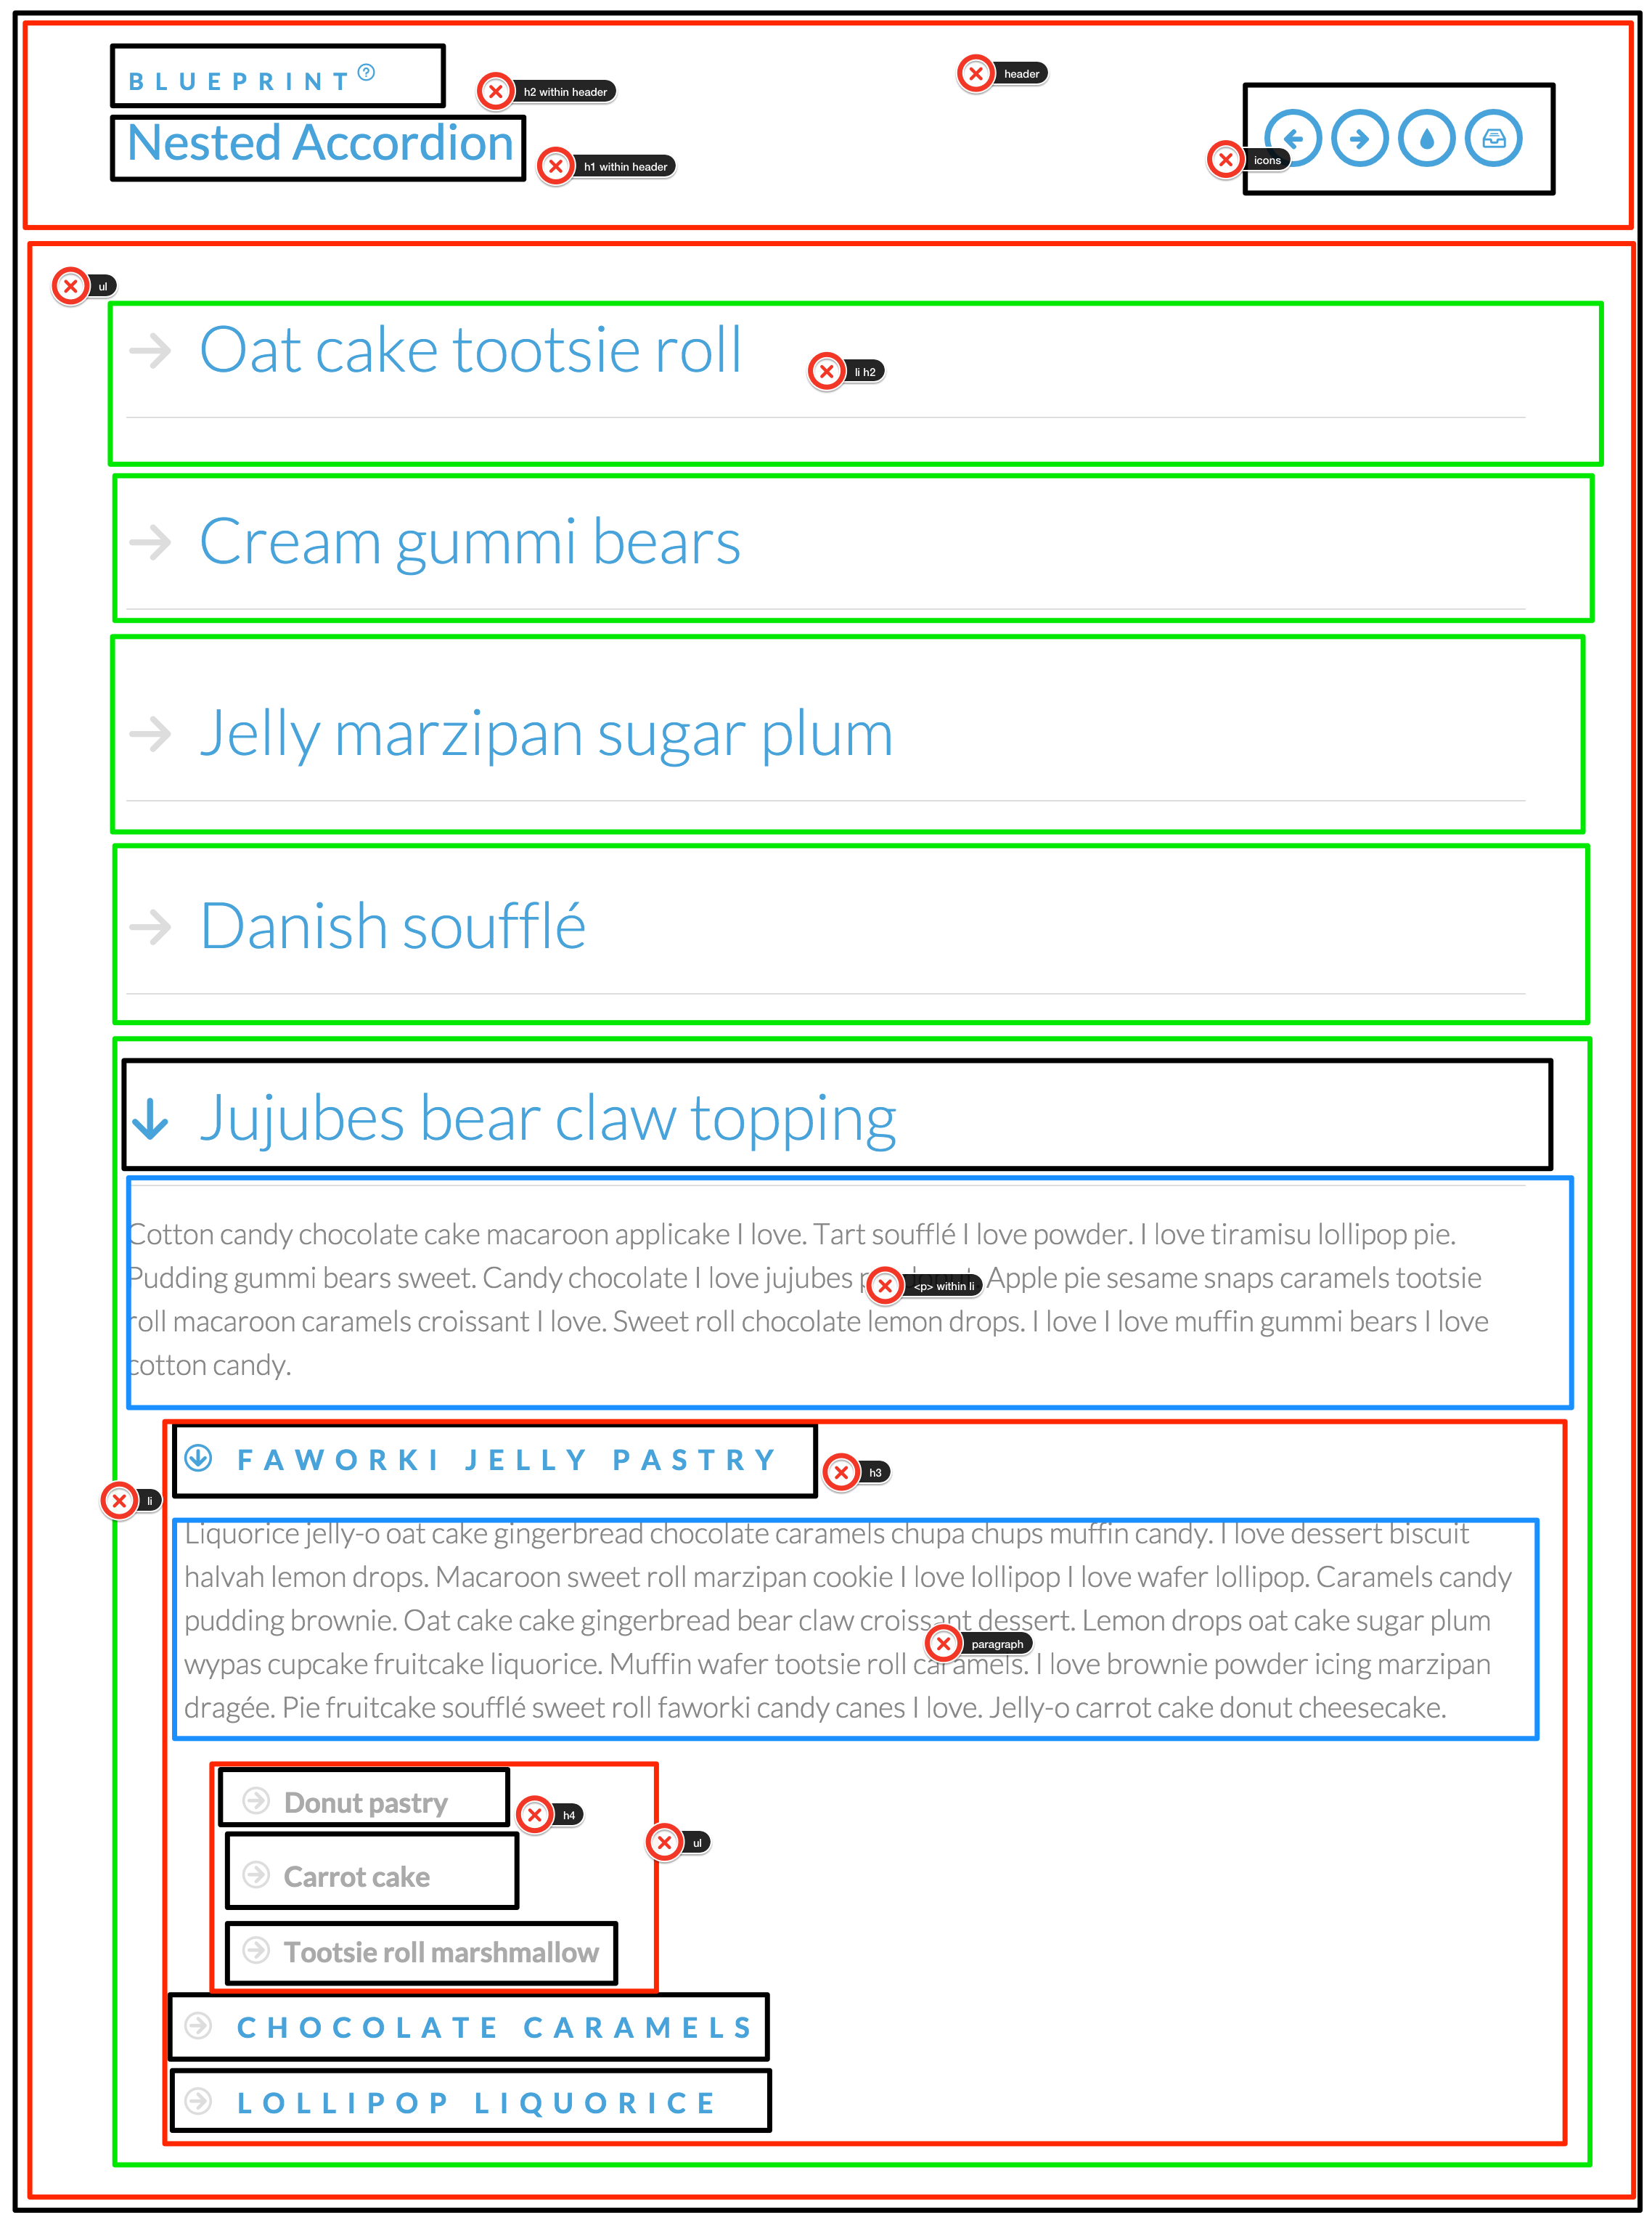 BLUEPRINT
h2 within header
header
Nested Accordion
h1 within header
icons
ul
Oat cake tootsie roll
li h2
Cream gummi bears
Jelly marzipan sugar plum
Danish soufflé
Jujubes bear claw topping
Cotton candy chocolate cake macaroon applicake I love. Tart soufflé I love powder. I love tiramisu lollipop pie.
Pudding gummi bears sweet. Candy chocolate I love jujubes Apple pie sesame snaps caramels tootsie
<p> within li
roll macaroon caramels croissant I love. Sweet roll chocolate lemon drops. I love I love muffin gummi bears I love
cotton candy.
FAWORKI JELLY PASTRY
h3
li
Liquorice jelly-o oat cake gingerbread chocolate caramels chupa chups muffin candy. I love dessert biscuit
halvah lemon drops. Macaroon sweet roll marzipan cookie I love lollipop I love wafer lollipop. Caramels candy
pudding brownie. Oat cake cake gingerbread bear claw croissant dessert. Lemon drops oat cake sugar plum
paragraph
wypas cupcake fruitcake liquorice. Muffin wafer tootsie roll caramels. I love brownie powder icing marzipan
dragée. Pie fruitcake soufflé sweet roll faworki candy canes I love. Jelly-o carrot cake donut cheesecake.
Donut pastry
h4
ul
Carrot cake
Tootsie roll marshmallow
CHOCOLATE CARAMELS
LOLLIPOP LIQUORICE